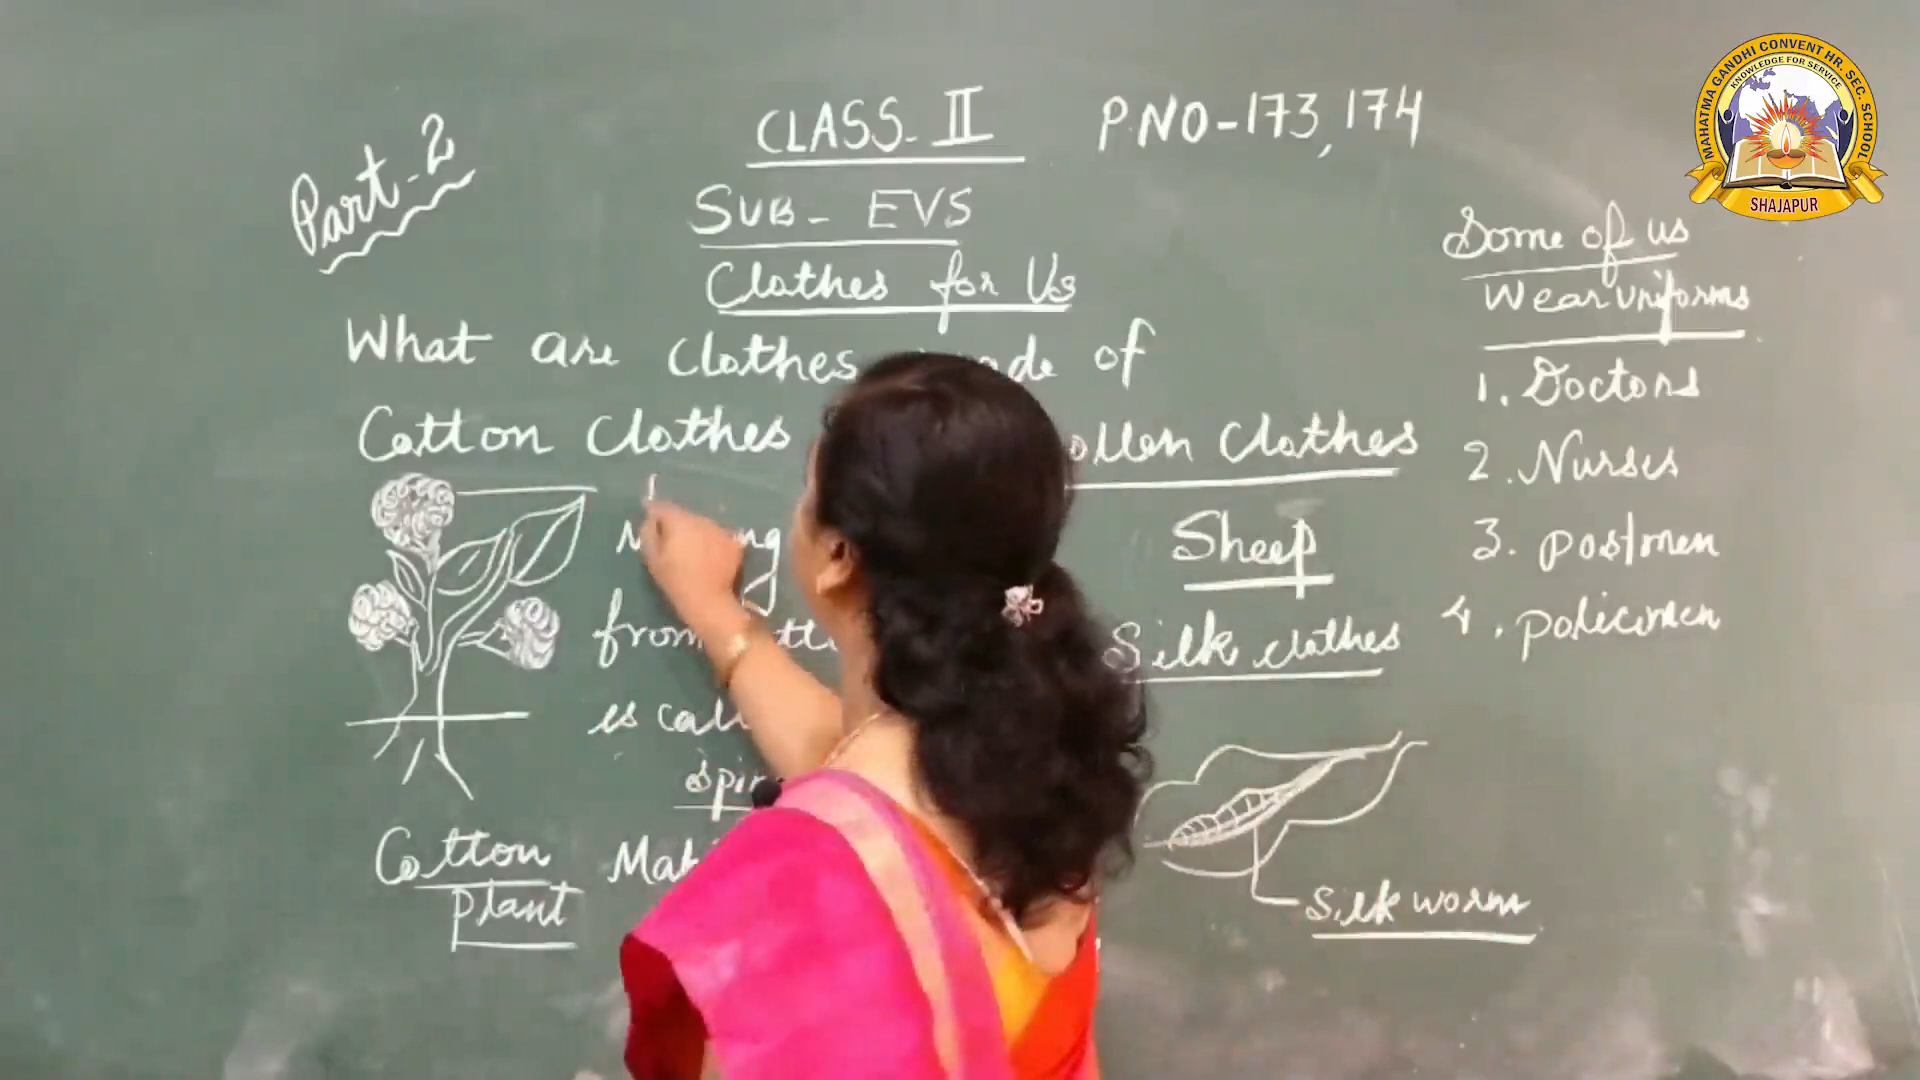 Part-2
CLASS-II P.NO-173,174
SUB- EVS
Clothes for Us
What are clothes of
Cotton Clothes
from
is
Cotton
plant
Clothes
Sheep
Silk clothes
Silk worm
Some of us
Wear uniforms
1. Doctors
2. Nurses
3. postmen
4. policemen
MAHATMA GANDHI CONVENT HR. SEC. SCHOOL
KNOWLEDGE FOR SERVICE
SHAJAPUR